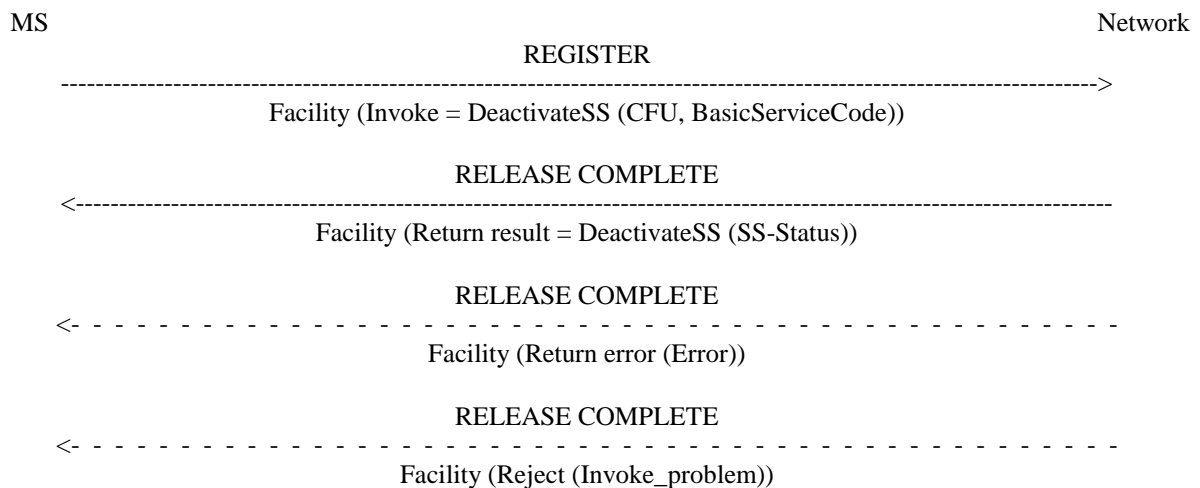 MS Network
REGISTER
Facility (Invoke = DeactivateSS (CFU, BasicServiceCode))
RELEASE COMPLETE
Facility (Return result = DeactivateSS (SS-Status))
RELEASE COMPLETE
Facility (Return error (Error))
RELEASE COMPLETE
Facility (Reject (Invoke_problem))